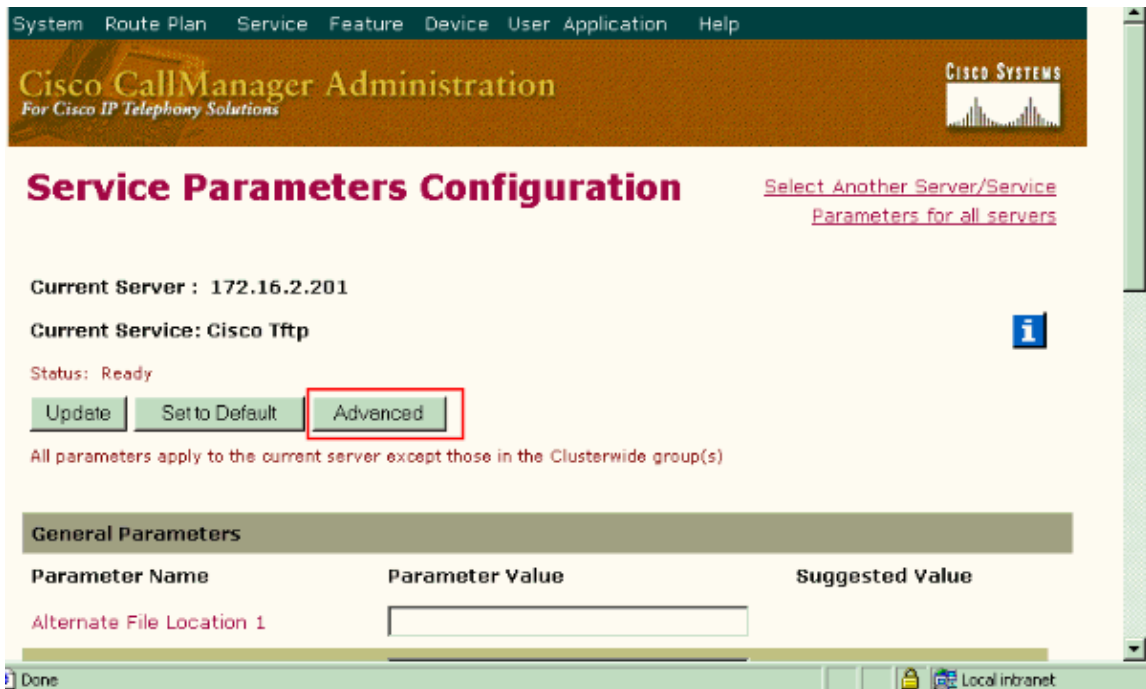 System Route Plan Service Feature Device User Application Help
Cisco CallManager Administration
For Cisco IP Telephony Solutions
CISCO SYSTEMS
Service Parameters Configuration
Select Another Server/Service
Parameters for all servers
Current Server : 172.16.2.201
Current Service: Cisco Tftp
i
Status: Ready
Update Set to Default Advanced
All parameters apply to the current server except those in the Clusterwide group(s)
General Parameters
Parameter Name Parameter Value Suggested Value
Alternate File Location 1
Done Local intranet